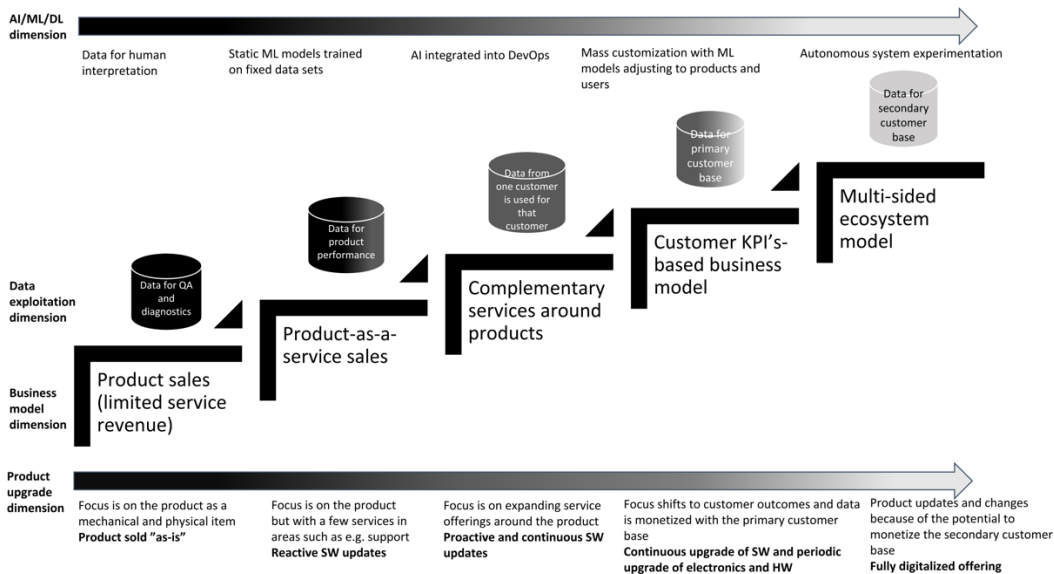 AI/ML/DL
dimension
Data for human
interpretation
Static ML models trained
on fixed data sets
AI integrated into DevOps
Mass customization with ML
models adjusting to products and
users
Autonomous system experimentation
Data for
secondary
customer
base
Data for
primary
customer
base
Data from
one customer
is used for
that
customer
Data for
product
performance
Data for QA
and
diagnostics
Data
exploitation
dimension
Multi-sided
ecosystem
model
Customer KPI's-
based business
model
Complementary
services around
products
Product-as-a-
service sales
Product sales
(limited service
revenue)
Business
model
dimension
Product
upgrade
dimension
Focus is on the product as a
mechanical and physical item
Product sold ”as-is”
Focus is on the product
but with a few services in
areas such as e.g. support
Reactive SW updates
Focus is on expanding service
offerings around the product
Proactive and continuous SW
updates
Focus shifts to customer outcomes and data
is monetized with the primary customer
base
Continuous upgrade of SW and periodic
upgrade of electronics and HW
Product updates and changes
because of the potential to
monetize the secondary customer
base
Fully digitalized offering